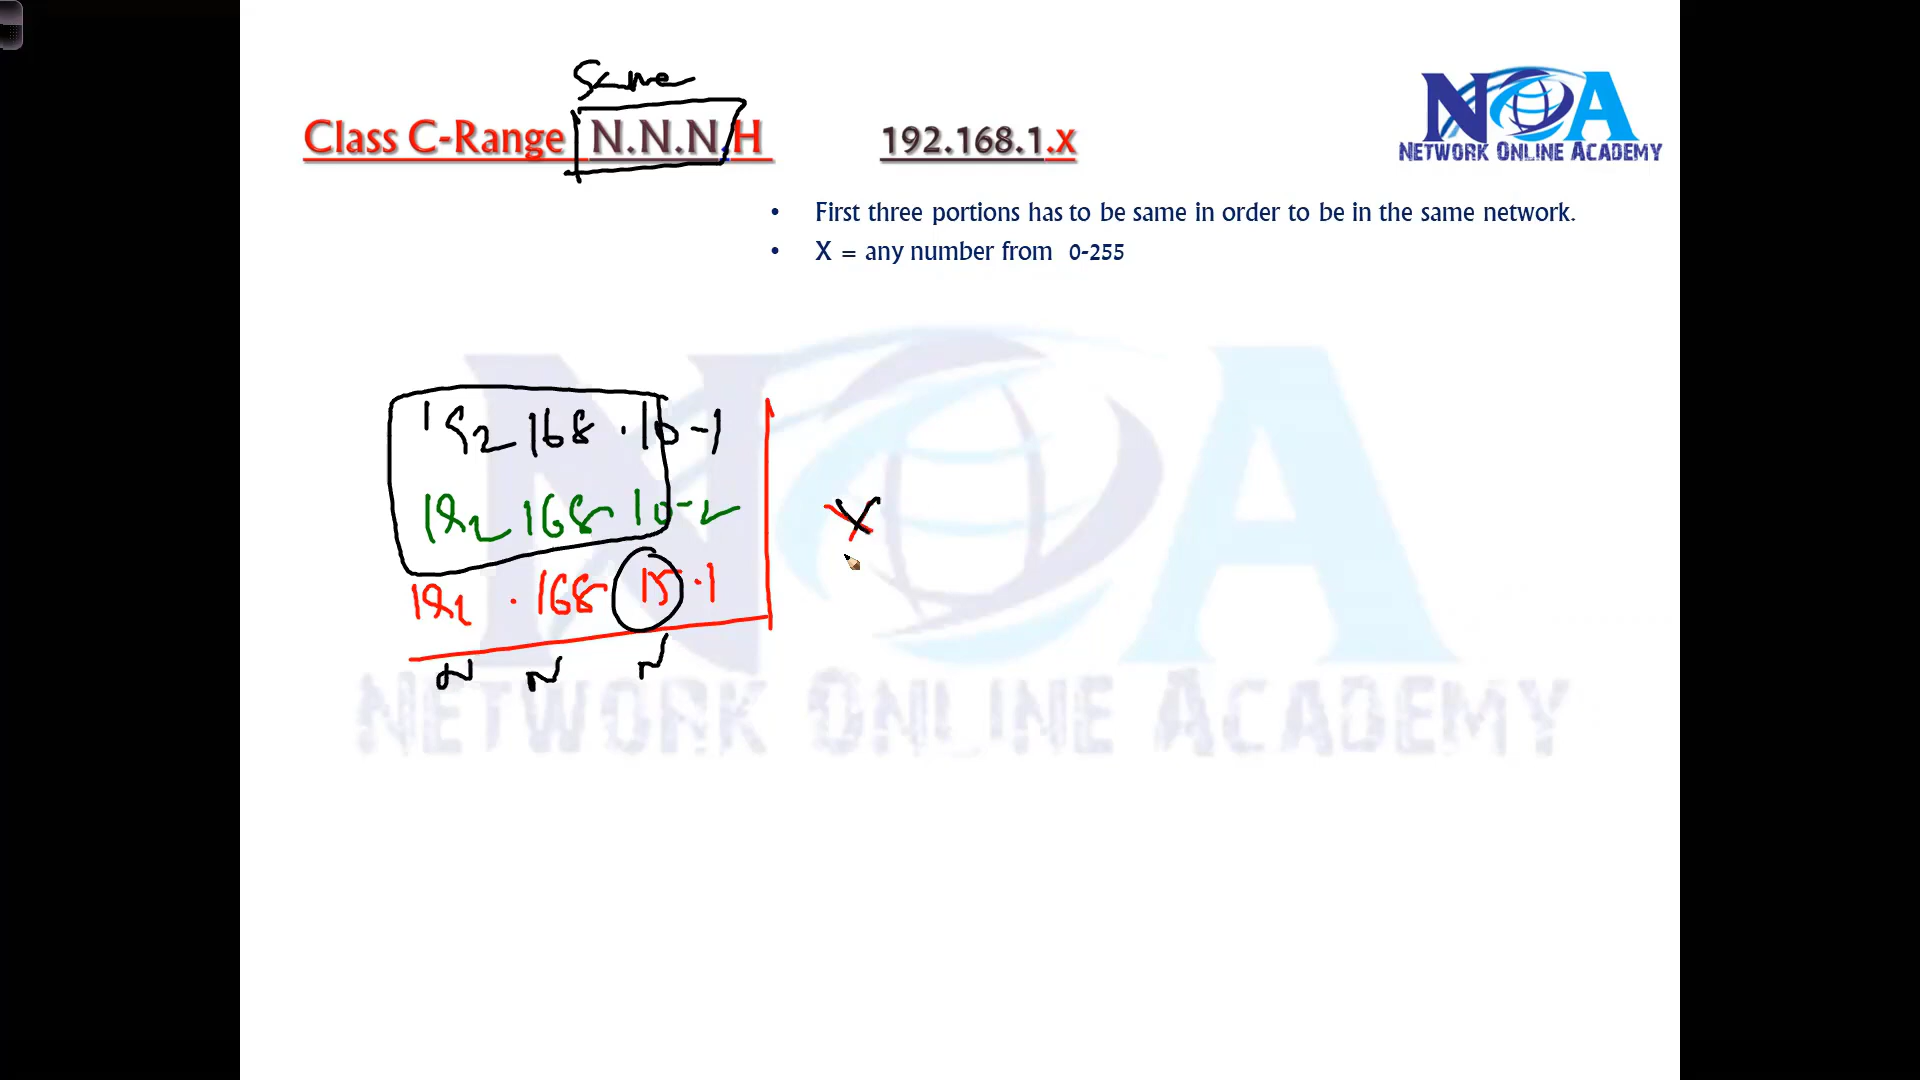 Same
Class C-Range N.N.N.H 192.168.1.x
NOA
NETWORK ONLINE ACADEMY
• First three portions has to be same in order to be in the same network.
• X = any number from 0-255
192 168 . 10 - 1
192 168 10 - 2
192 . 168 15 . 1
N N N
X
NOA
NETWORK ONLINE ACADEMY